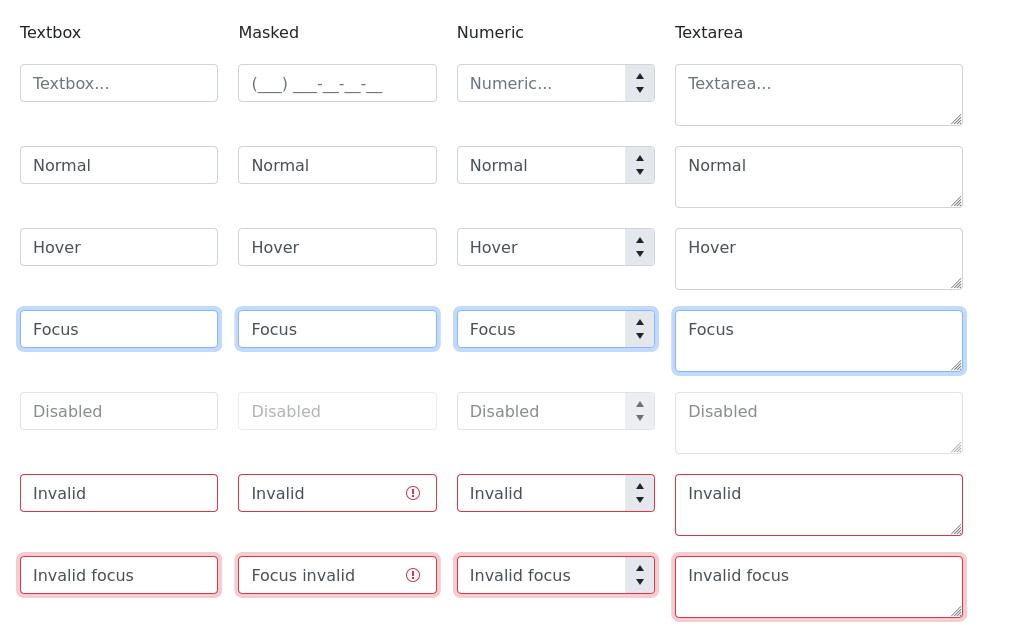 Textbox Masked Numeric Textarea
Textbox... (___) ___-__-__-__ Numeric... Textarea...
Normal Normal Normal Normal
Hover Hover Hover Hover
Focus Focus Focus Focus
Disabled Disabled Disabled Disabled
Invalid Invalid Invalid Invalid
Invalid focus Focus invalid Invalid focus Invalid focus